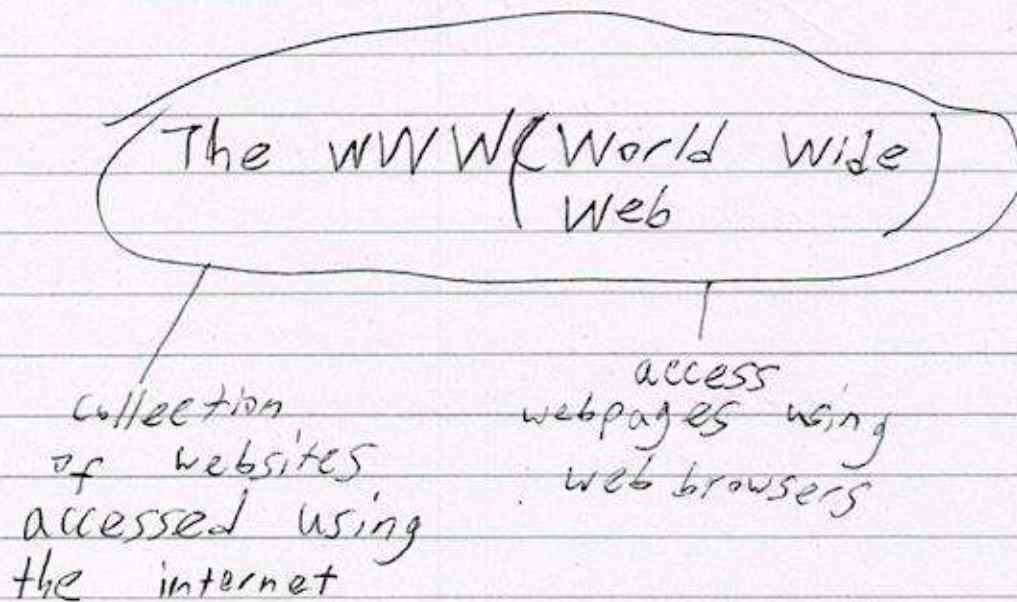 The WWW (World Wide
Web)
collection
of websites
accessed using
the internet
access
webpages using
web browsers